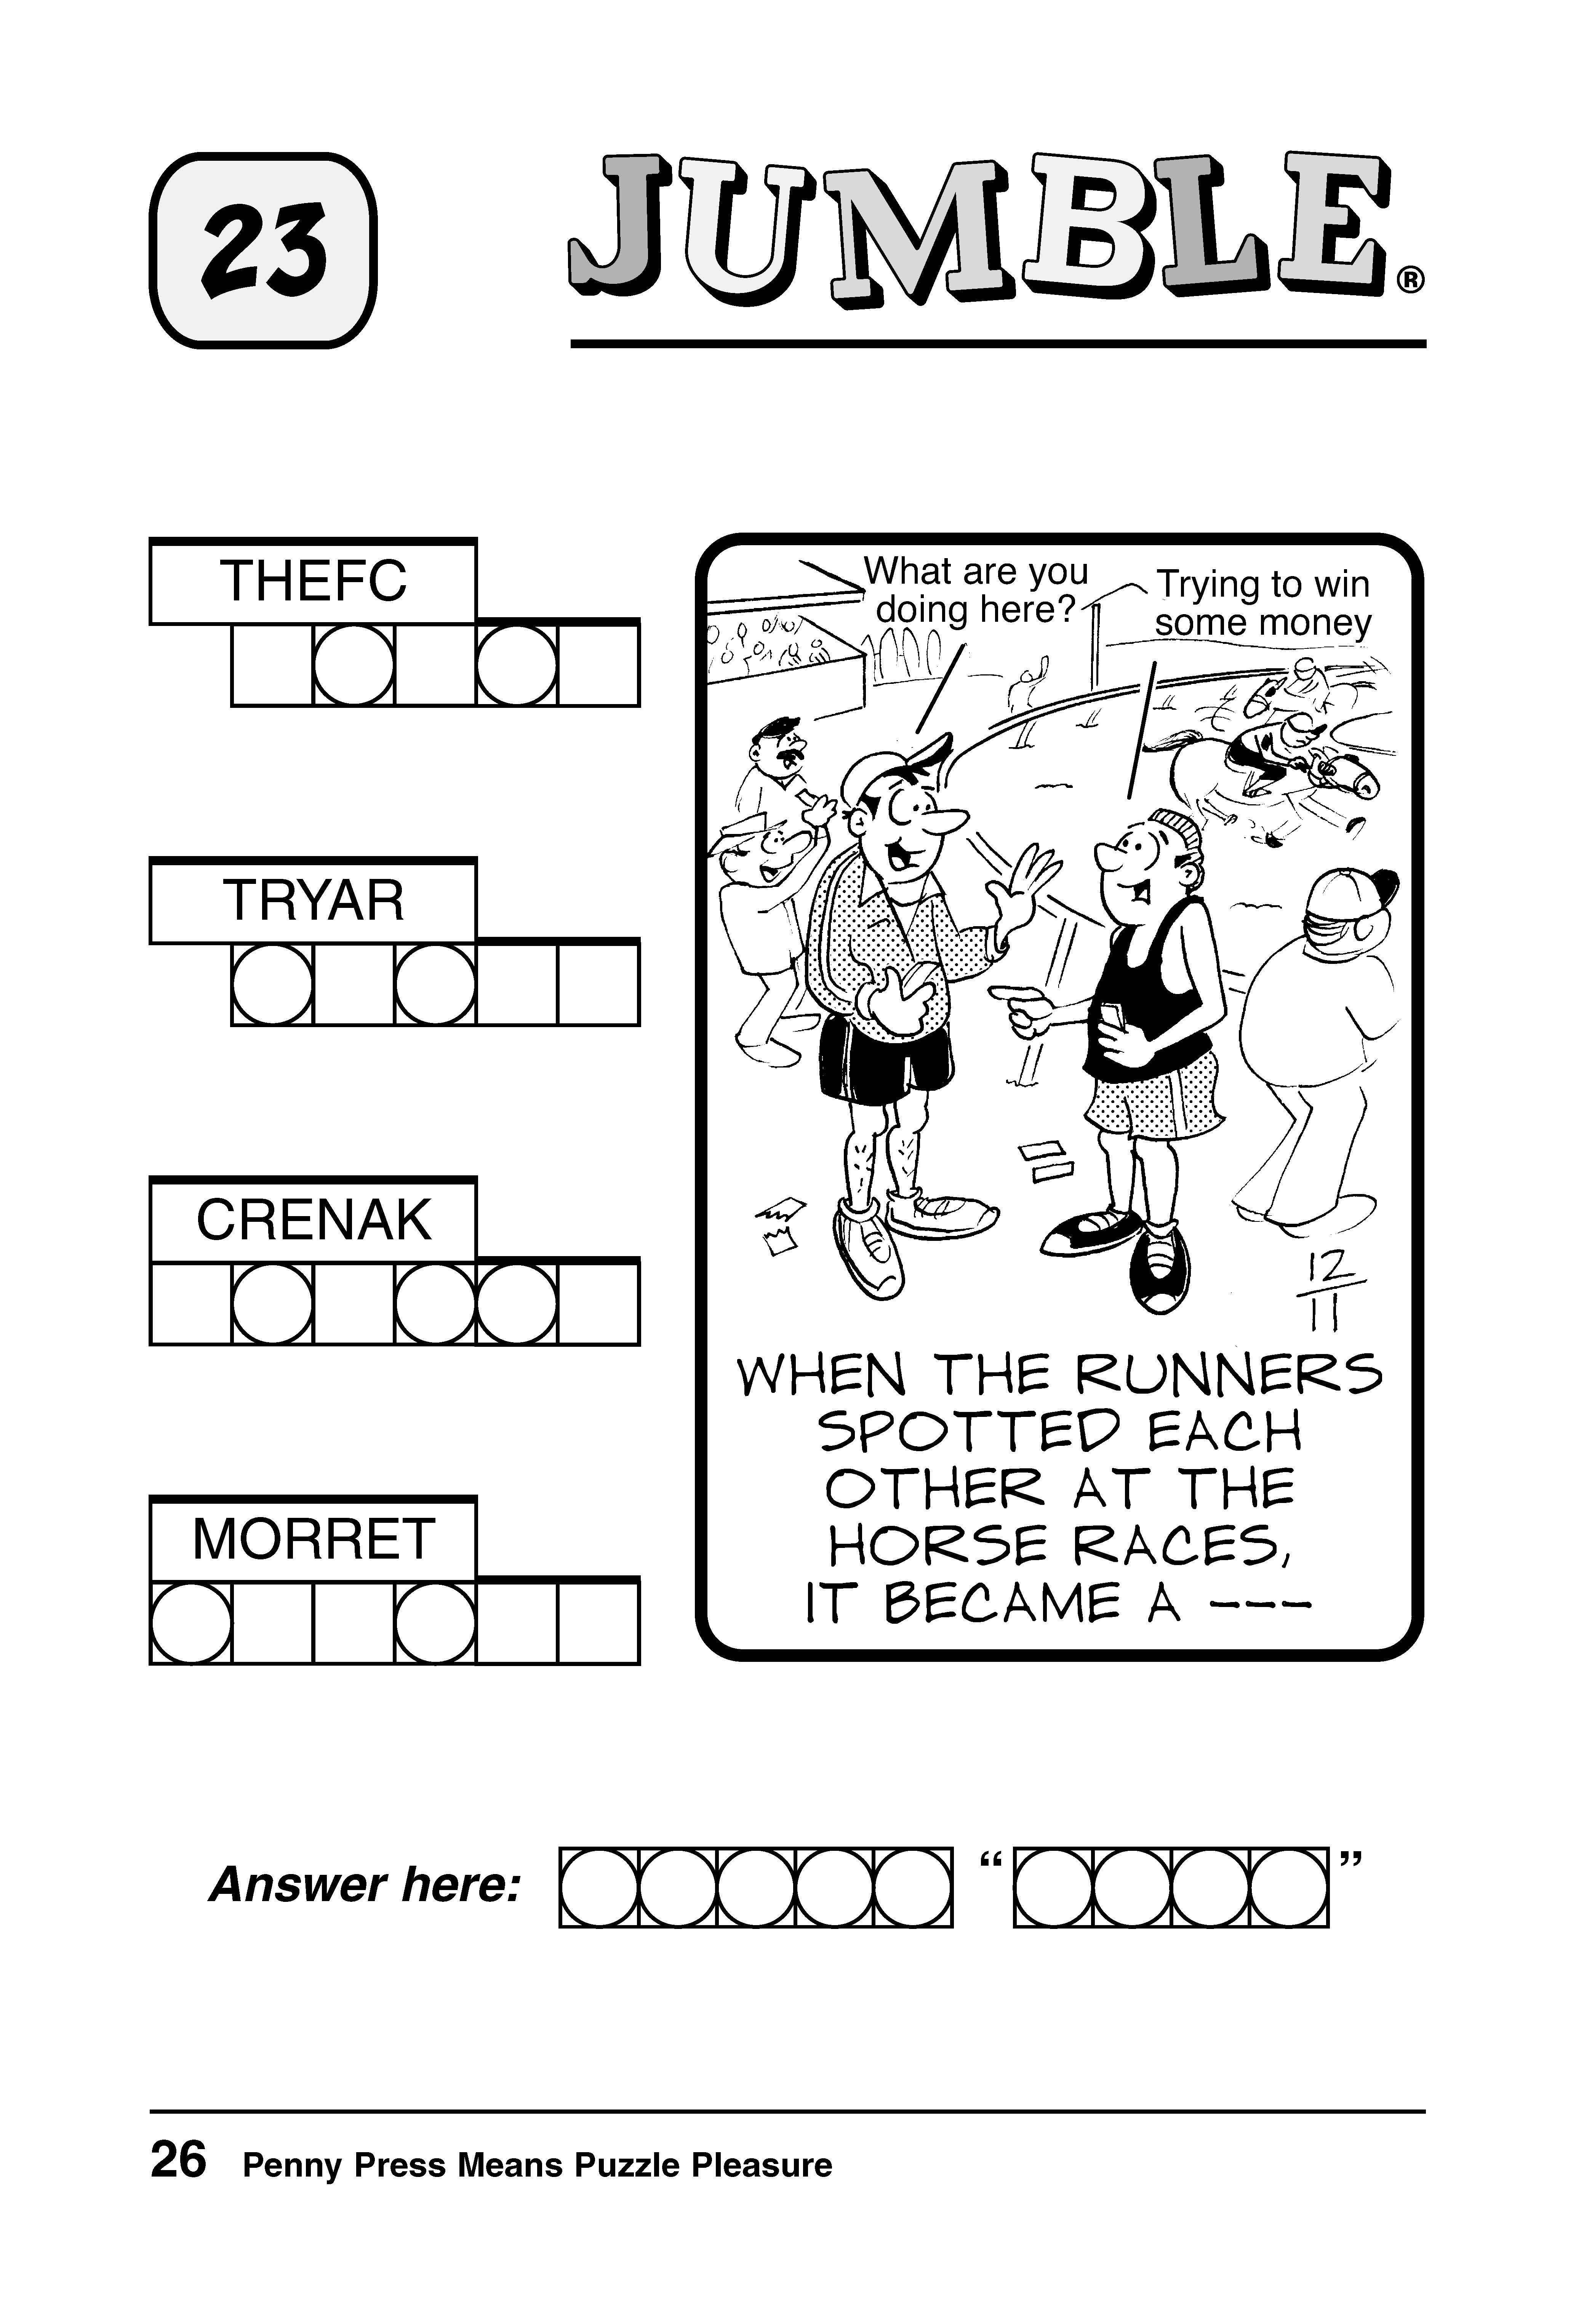 23
JUMBLE®
THEFC
TRYAR
CRENAK
MORRET
What are you
doing here?
Trying to win
some money
12
11
WHEN THE RUNNERS
SPOTTED EACH
OTHER AT THE
HORSE RACES,
IT BECAME A ---
Answer here:
“ ”
26 Penny Press Means Puzzle Pleasure